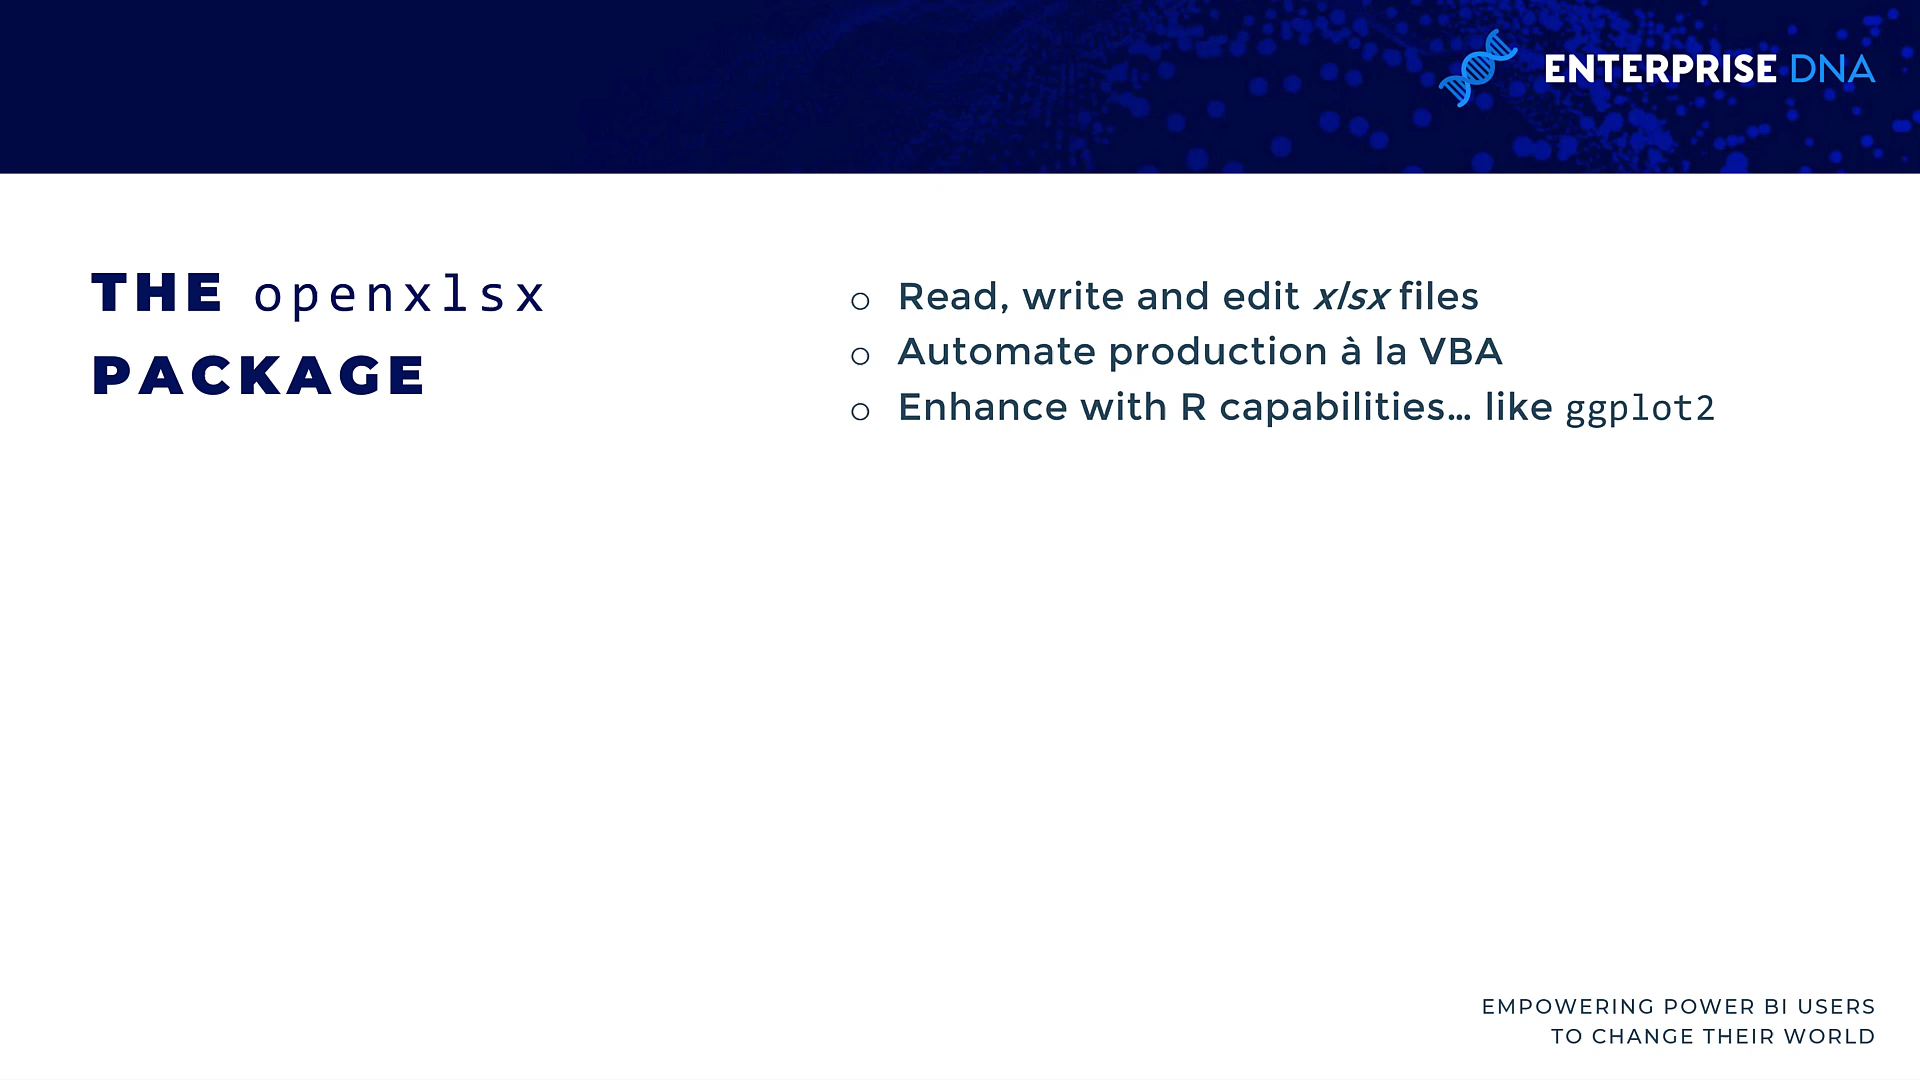 ENTERPRISE DNA
THE openxlsx
PACKAGE
○ Read, write and edit xlsx files
○ Automate production à la VBA
○ Enhance with R capabilities… like ggplot2
EMPOWERING POWER BI USERS
TO CHANGE THEIR WORLD